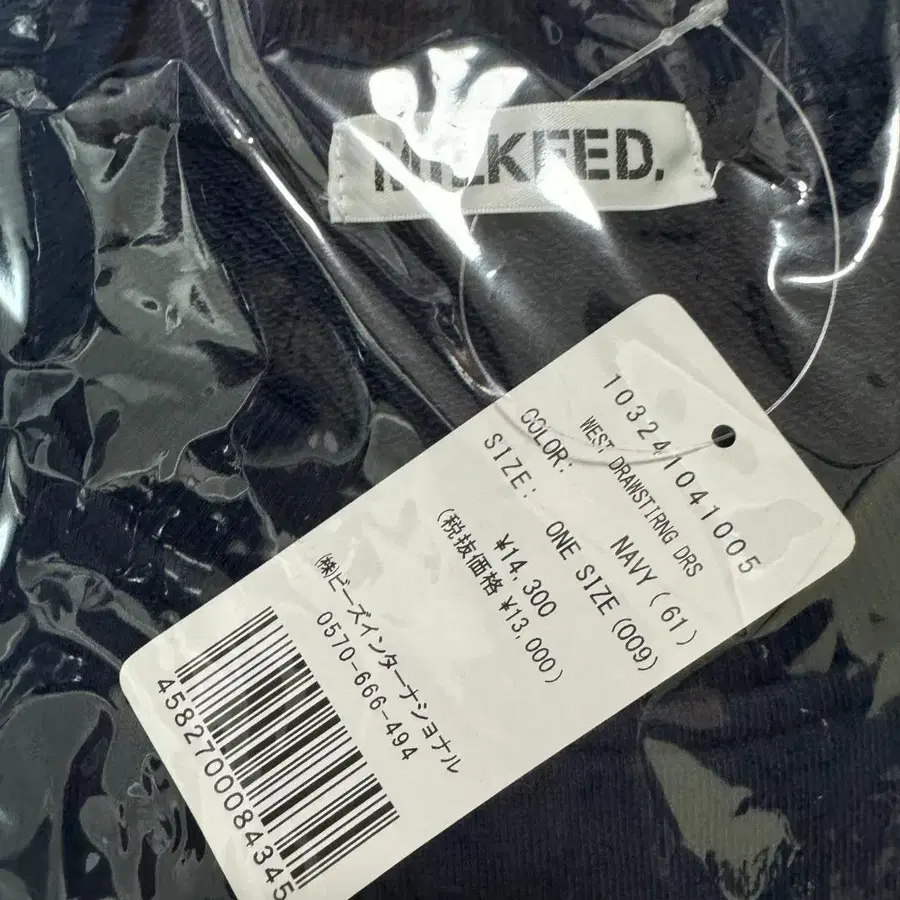 MILKFED.
103241041005
WEST DRAWSTIRNG DRS
COLOR: NAVY (61)
SIZE: ONE SIZE (009)
¥14,300
(税抜価格 ¥13,000)
㈱ビーズインターナショナル
0570-666-494
4582700084345